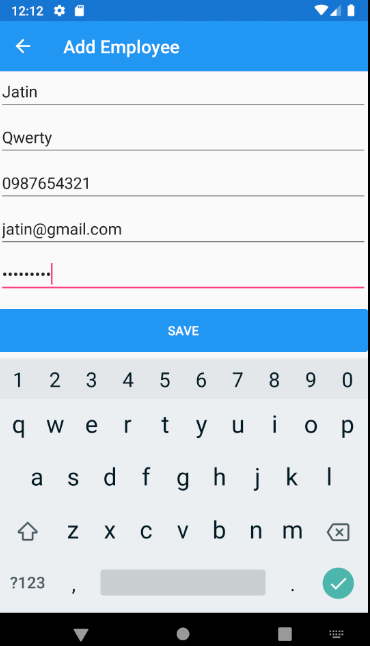 12:12
Add Employee
Jatin
Qwerty
0987654321
jatin@gmail.com
•••••••••
SAVE
1 2 3 4 5 6 7 8 9 0
q w e r t y u i o p
a s d f g h j k l
z x c v b n m
?123 , .